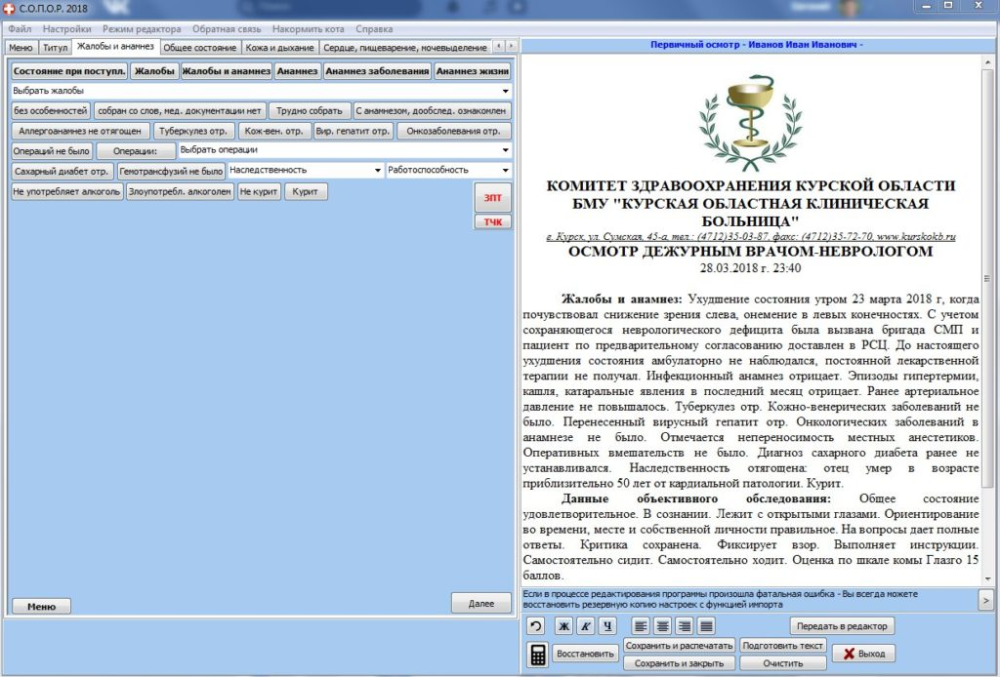 С.О.П.О.Р. 2018
Файл Настройки Режим редактора Обратная связь Накормить кота Справка
Меню Титул Жалобы и анамнез Общее состояние Кожа и дыхание Сердце, пищеварение, мочевыделение
Состояние при поступл. Жалобы Жалобы и анамнез Анамнез Анамнез заболевания Анамнез жизни
Выбрать жалобы
без особенностей собран со слов, мед. документации нет Трудно собрать С анамнезом, дообслед. ознакомлен
Аллергоанамнез не отягощен Туберкулез отр. Кож-вен. отр. Вир. гепатит отр. Онкозаболевания отр.
Операций не было Операции: Выбрать операции
Сахарный диабет отр. Гемотрансфузий не было Наследственность Работоспособность
Не употребляет алкоголь Злоупотребл. алкоголем Не курит Курит
ЗПТ
ТЧК
Меню Далее
Первичный осмотр - Иванов Иван Иванович -
КОМИТЕТ ЗДРАВООХРАНЕНИЯ КУРСКОЙ ОБЛАСТИ
БМУ "КУРСКАЯ ОБЛАСТНАЯ КЛИНИЧЕСКАЯ
БОЛЬНИЦА"
г. Курск, ул. Сумская, 45-а, тел.: (4712)35-03-87, факс: (4712)35-72-70, www.kurskokb.ru
ОСМОТР ДЕЖУРНЫМ ВРАЧОМ-НЕВРОЛОГОМ
28.03.2018 г. 23:40
Жалобы и анамнез: Ухудшение состояния утром 23 марта 2018 г, когда
почувствовал снижение зрения слева, онемение в левых конечностях. С учетом
сохраняющегося неврологического дефицита была вызвана бригада СМП и
пациент по предварительному согласованию доставлен в РСЦ. До настоящего
ухудшения состояния амбулаторно не наблюдался, постоянной лекарственной
терапии не получал. Инфекционный анамнез отрицает. Эпизоды гипертермии,
кашля, катаральные явления в последний месяц отрицает. Ранее артериальное
давление не повышалось. Туберкулез отр. Кожно-венерических заболеваний не
было. Перенесенный вирусный гепатит отр. Онкологических заболеваний в
анамнезе не было. Отмечается непереносимость местных анестетиков.
Оперативных вмешательств не было. Диагноз сахарного диабета ранее не
устанавливался. Наследственность отягощена: отец умер в возрасте
приблизительно 50 лет от кардиальной патологии. Курит.
Данные объективного обследования: Общее состояние
удовлетворительное. В сознании. Лежит с открытыми глазами. Ориентирование
во времени, месте и собственной личности правильное. На вопросы дает полные
ответы. Критика сохранена. Фиксирует взор. Выполняет инструкции.
Самостоятельно сидит. Самостоятельно ходит. Оценка по шкале комы Глазго 15
баллов.
Если в процессе редактирования программы произошла фатальная ошибка - Вы всегда можете
восстановить резервную копию настроек с функцией импорта
>
Ж К Ч Передать в редактор
Восстановить Сохранить и распечатать Подготовить текст Выход
Сохранить и закрыть Очистить